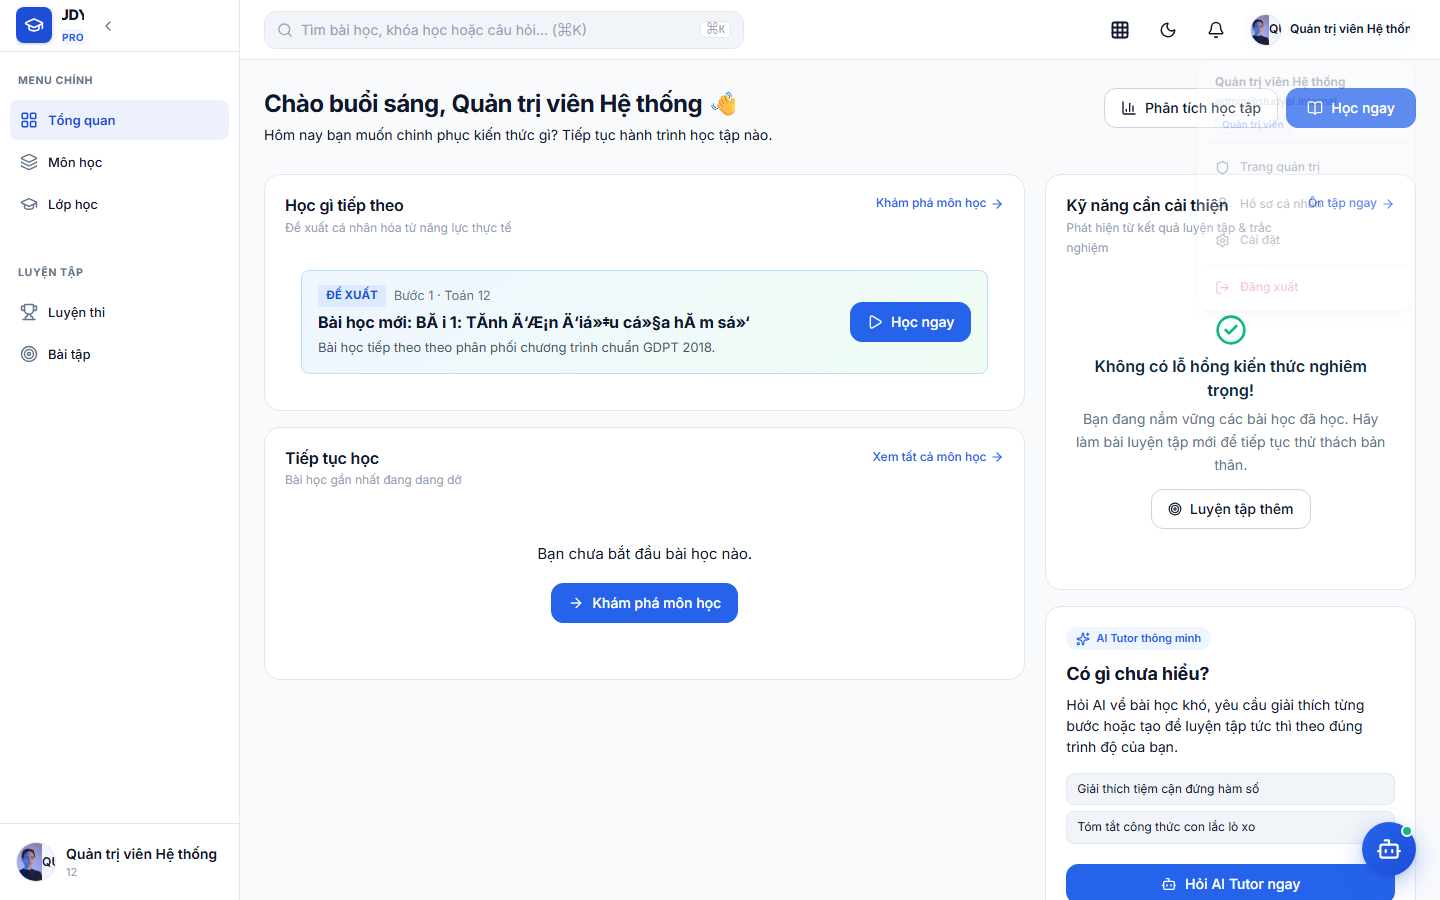 JDY
PRO
MENU CHÍNH
Tổng quan
Môn học
Lớp học
LUYỆN TẬP
Luyện thi
Bài tập
Quản trị viên Hệ thống
12
Tìm bài học, khóa học hoặc câu hỏi... (⌘K)
⌘K
Quản trị viên Hệ thốn
Chào buổi sáng, Quản trị viên Hệ thống 👋
Hôm nay bạn muốn chinh phục kiến thức gì? Tiếp tục hành trình học tập nào.
Phân tích học tập
Học ngay
Quản trị viên Hệ thống
Quản trị viên
Trang quản trị
Hồ sơ cá nhân
Cài đặt
Đăng xuất
Học gì tiếp theo
Khám phá môn học →
Đề xuất cá nhân hóa từ năng lực thực tế
ĐỀ XUẤT
Bước 1 · Toán 12
Bài học mới: BÃ i 1: TÃnh Ä‘Æ¡n Ä‘iá»‡u cá»§a hÃ m sá»‘
Bài học tiếp theo theo phân phối chương trình chuẩn GDPT 2018.
Học ngay
Tiếp tục học
Xem tất cả môn học →
Bài học gần nhất đang dang dở
Bạn chưa bắt đầu bài học nào.
→ Khám phá môn học
Kỹ năng cần cải thiện
Ôn tập ngay →
Phát hiện từ kết quả luyện tập & trắc
nghiệm
Không có lỗ hổng kiến thức nghiêm
trọng!
Bạn đang nắm vững các bài học đã học. Hãy
làm bài luyện tập mới để tiếp tục thử thách bản
thân.
Luyện tập thêm
AI Tutor thông minh
Có gì chưa hiểu?
Hỏi AI về bài học khó, yêu cầu giải thích từng
bước hoặc tạo đề luyện tập tức thì theo đúng
trình độ của bạn.
Giải thích tiệm cận đứng hàm số
Tóm tắt công thức con lắc lò xo
Hỏi AI Tutor ngay